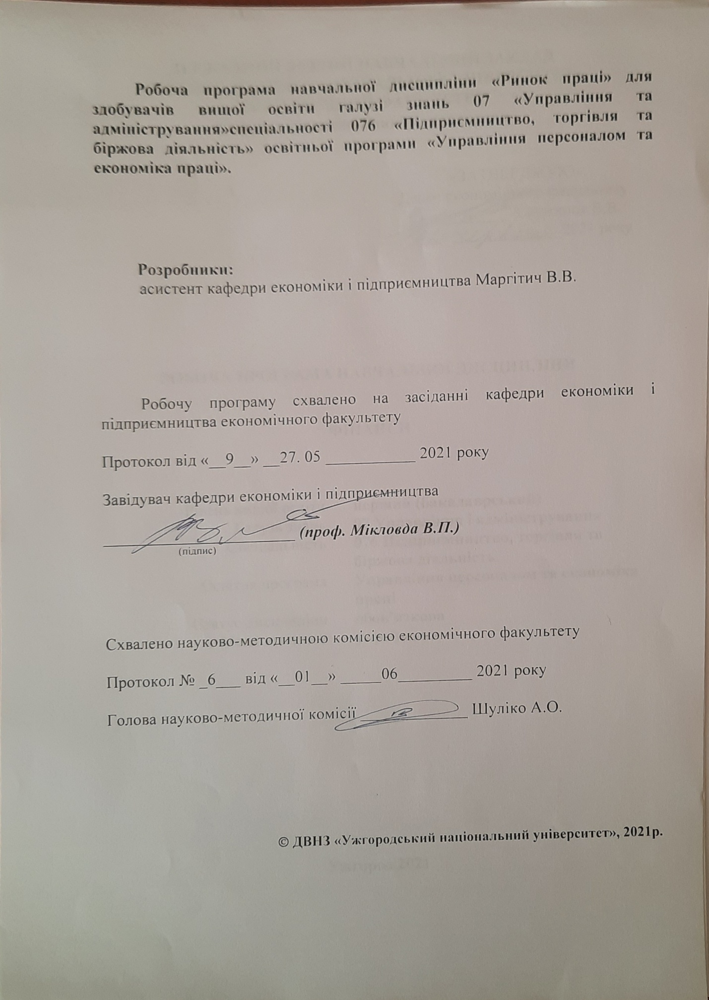 Робоча програма навчальної дисципліни «Ринок праці» для
здобувачів вищої освіти галузі знань 07 «Управління та
адміністрування»спеціальності 076 «Підприємництво, торгівля та
біржова діяльність» освітньої програми «Управління персоналом та
економіка праці».
Розробники:
асистент кафедри економіки і підприємництва Маргітич В.В.
Робочу програму схвалено на засіданні кафедри економіки і
підприємництва економічного факультету
Протокол від «__9__» __27. 05 ___________ 2021 року
Завідувач кафедри економіки і підприємництва
(проф. Мікловда В.П.)
(підпис)
Схвалено науково-методичною комісією економічного факультету
Протокол № _6___ від «__01__» _____06_________ 2021 року
Голова науково-методичної комісії _____________ Шуліко А.О.
© ДВНЗ «Ужгородський національний університет», 2021р.